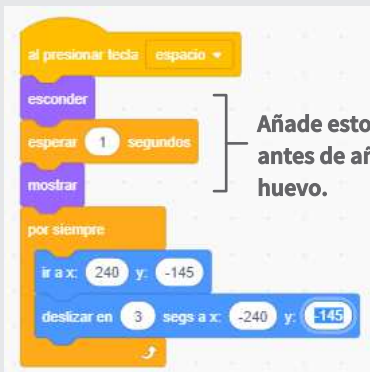 al presionar tecla espacio
esconder
esperar 1 segundos
mostrar
Añade esto
antes de añ
huevo.
por siempre
ir a x: 240 y: -145
deslizar en 3 segs a x: -240 y: -145